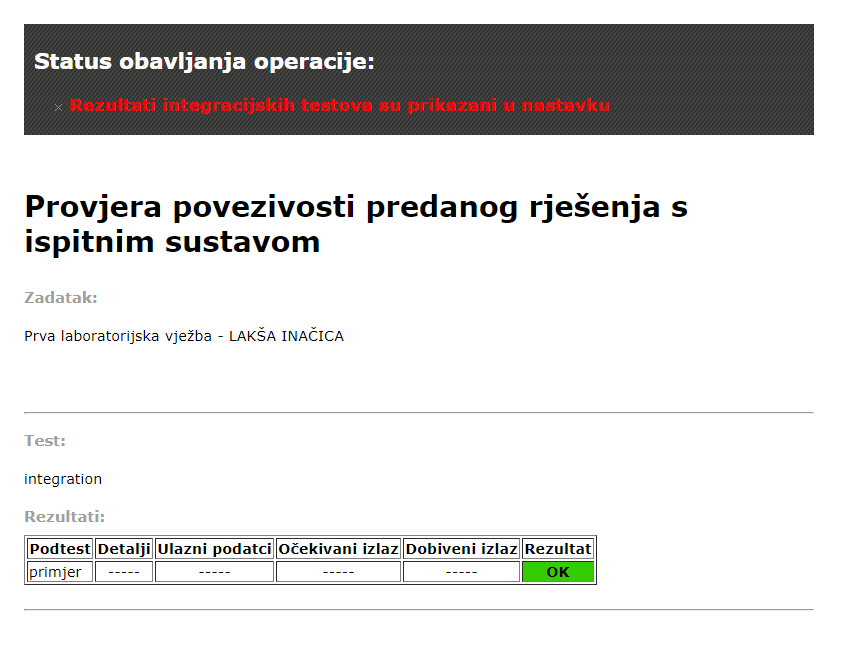 Status obavljanja operacije:
× Rezultati integracijskih testova su prikazani u nastavku
Provjera povezivosti predanog rješenja s
ispitnim sustavom
Zadatak:
Prva laboratorijska vježba - LAKŠA INAČICA
Test:
integration
Rezultati:
Podtest Detalji Ulazni podatci Očekivani izlaz Dobiveni izlaz Rezultat
primjer ----- ----- ----- ----- OK